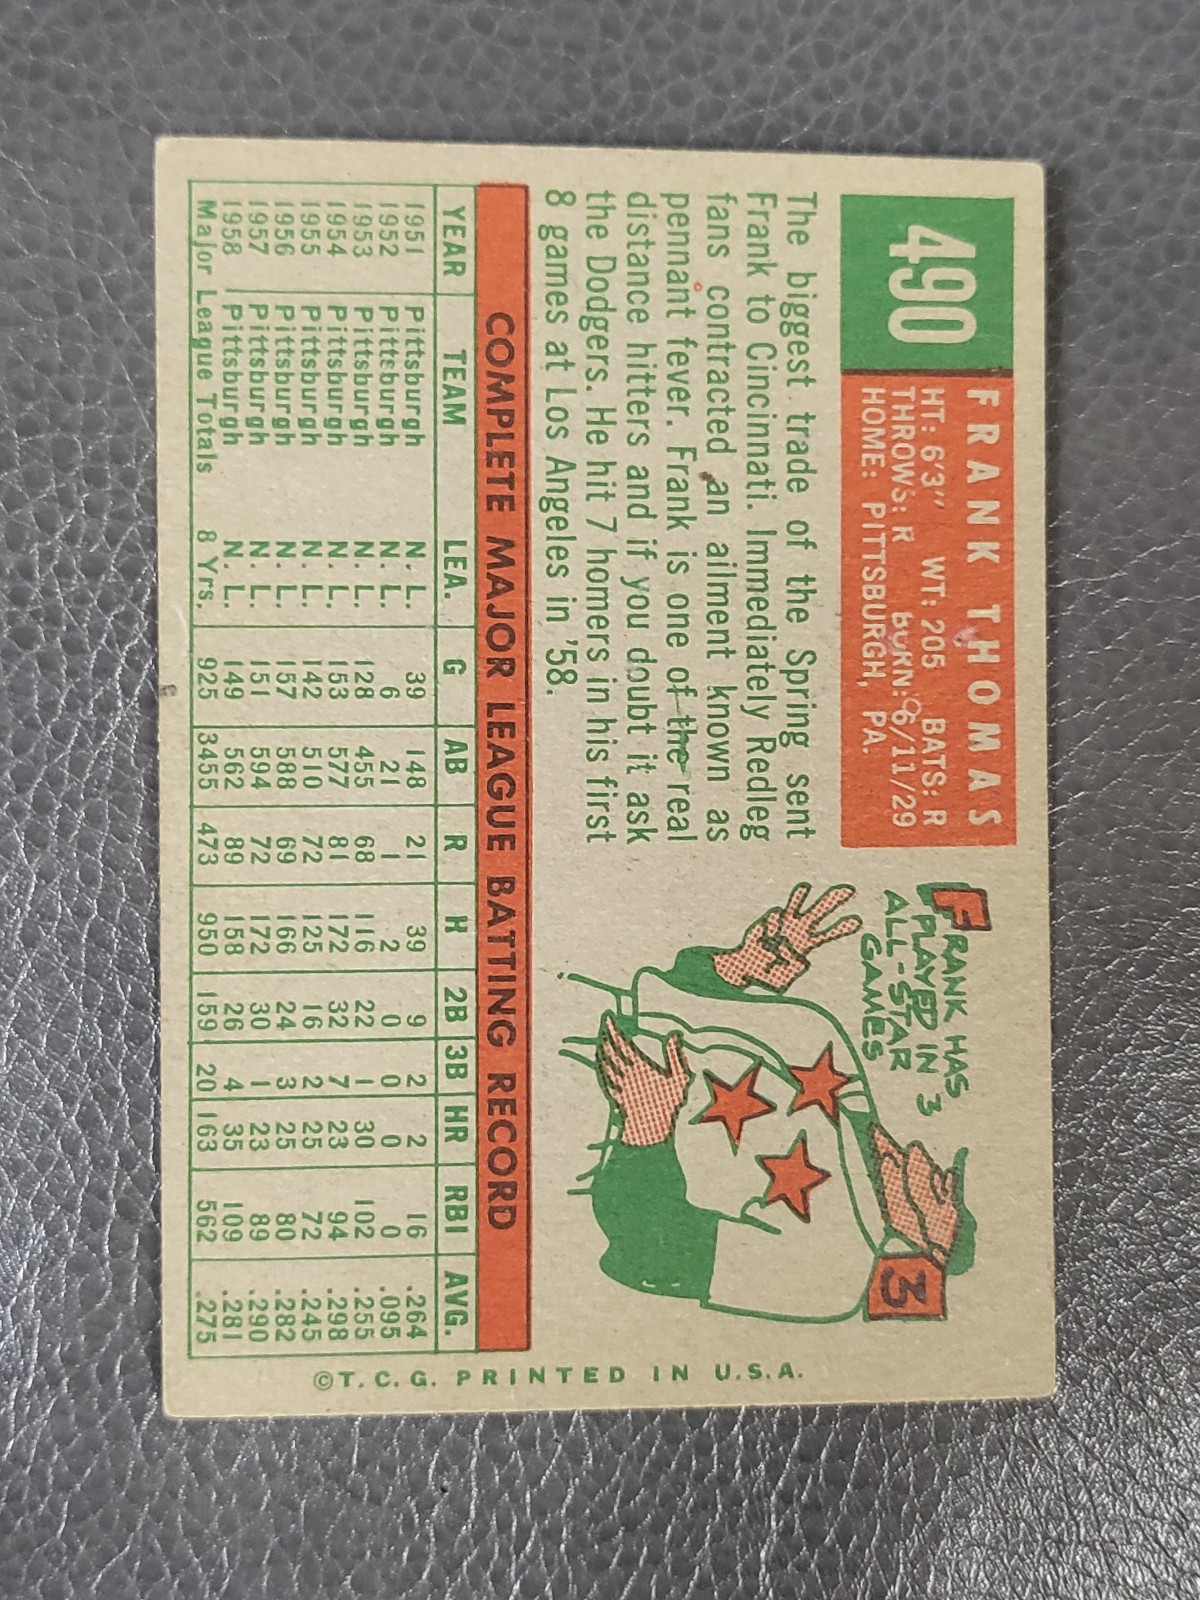 490
FRANK THOMAS
HT: 6'3" WT: 205 BATS: R
THROWS: R BORN: 6/11/29
HOME: PITTSBURGH, PA.
The biggest trade of the Spring sent
Frank to Cincinnati. Immediately Redleg
fans contracted an ailment known as
pennant fever. Frank is one of the real
distance hitters and if you doubt it ask
the Dodgers. He hit 7 homers in his first
8 games at Los Angeles in '58.
FRANK HAS
PLAYED IN 3
ALL-STAR
GAMES
3
COMPLETE MAJOR LEAGUE BATTING RECORD
YEAR TEAM LEA. G AB R H 2B 3B HR RBI AVG.
1951 Pittsburgh N. L. 39 148 21 39 9 2 2 16 .264
1952 Pittsburgh N. L. 6 21 1 2 0 0 0 0 .095
1953 Pittsburgh N. L. 128 455 68 116 22 1 30 102 .255
1954 Pittsburgh N. L. 153 577 81 172 32 7 23 94 .298
1955 Pittsburgh N. L. 142 510 72 125 16 2 25 72 .245
1956 Pittsburgh N. L. 157 588 69 166 24 3 25 80 .282
1957 Pittsburgh N. L. 151 594 72 172 30 1 23 89 .290
1958 Pittsburgh N. L. 149 562 89 158 26 4 35 109 .281
Major League Totals 8 Yrs. 925 3455 473 950 159 20 163 562 .275
©T. C. G. PRINTED IN U.S.A.